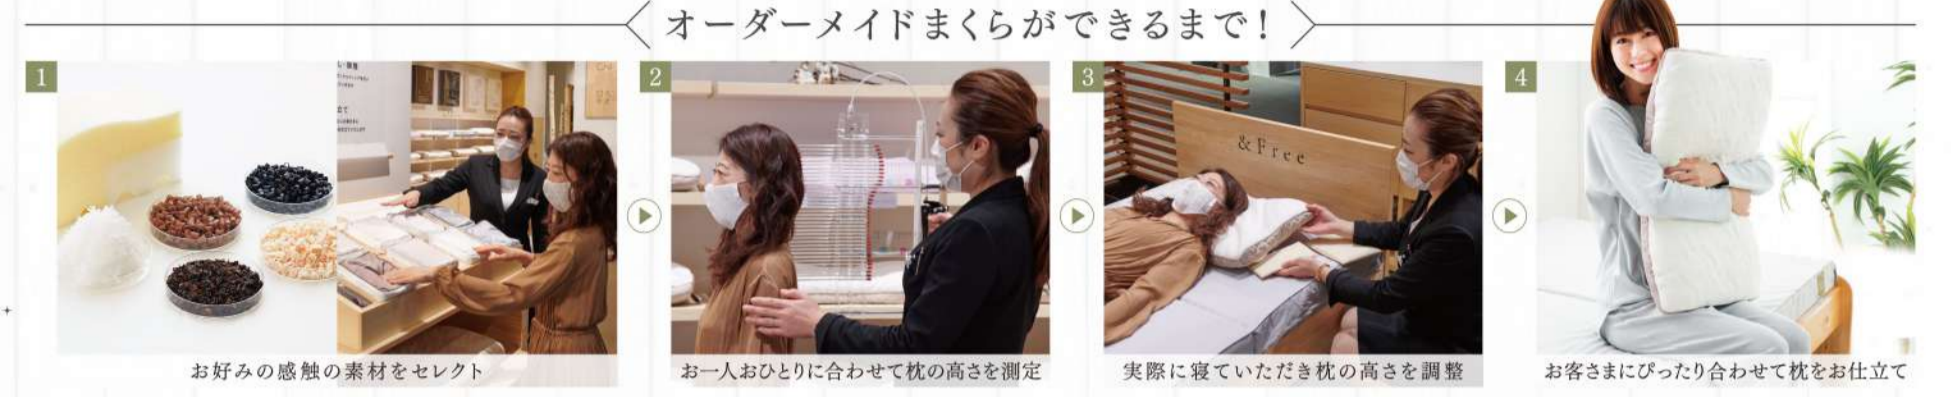 オーダーメイドまくらができるまで!
1
お好みの感触の素材をセレクト
2
お一人おひとりに合わせて枕の高さを測定
3
&Free
実際に寝ていただき枕の高さを調整
4
お客さまにぴったり合わせて枕をお仕立て